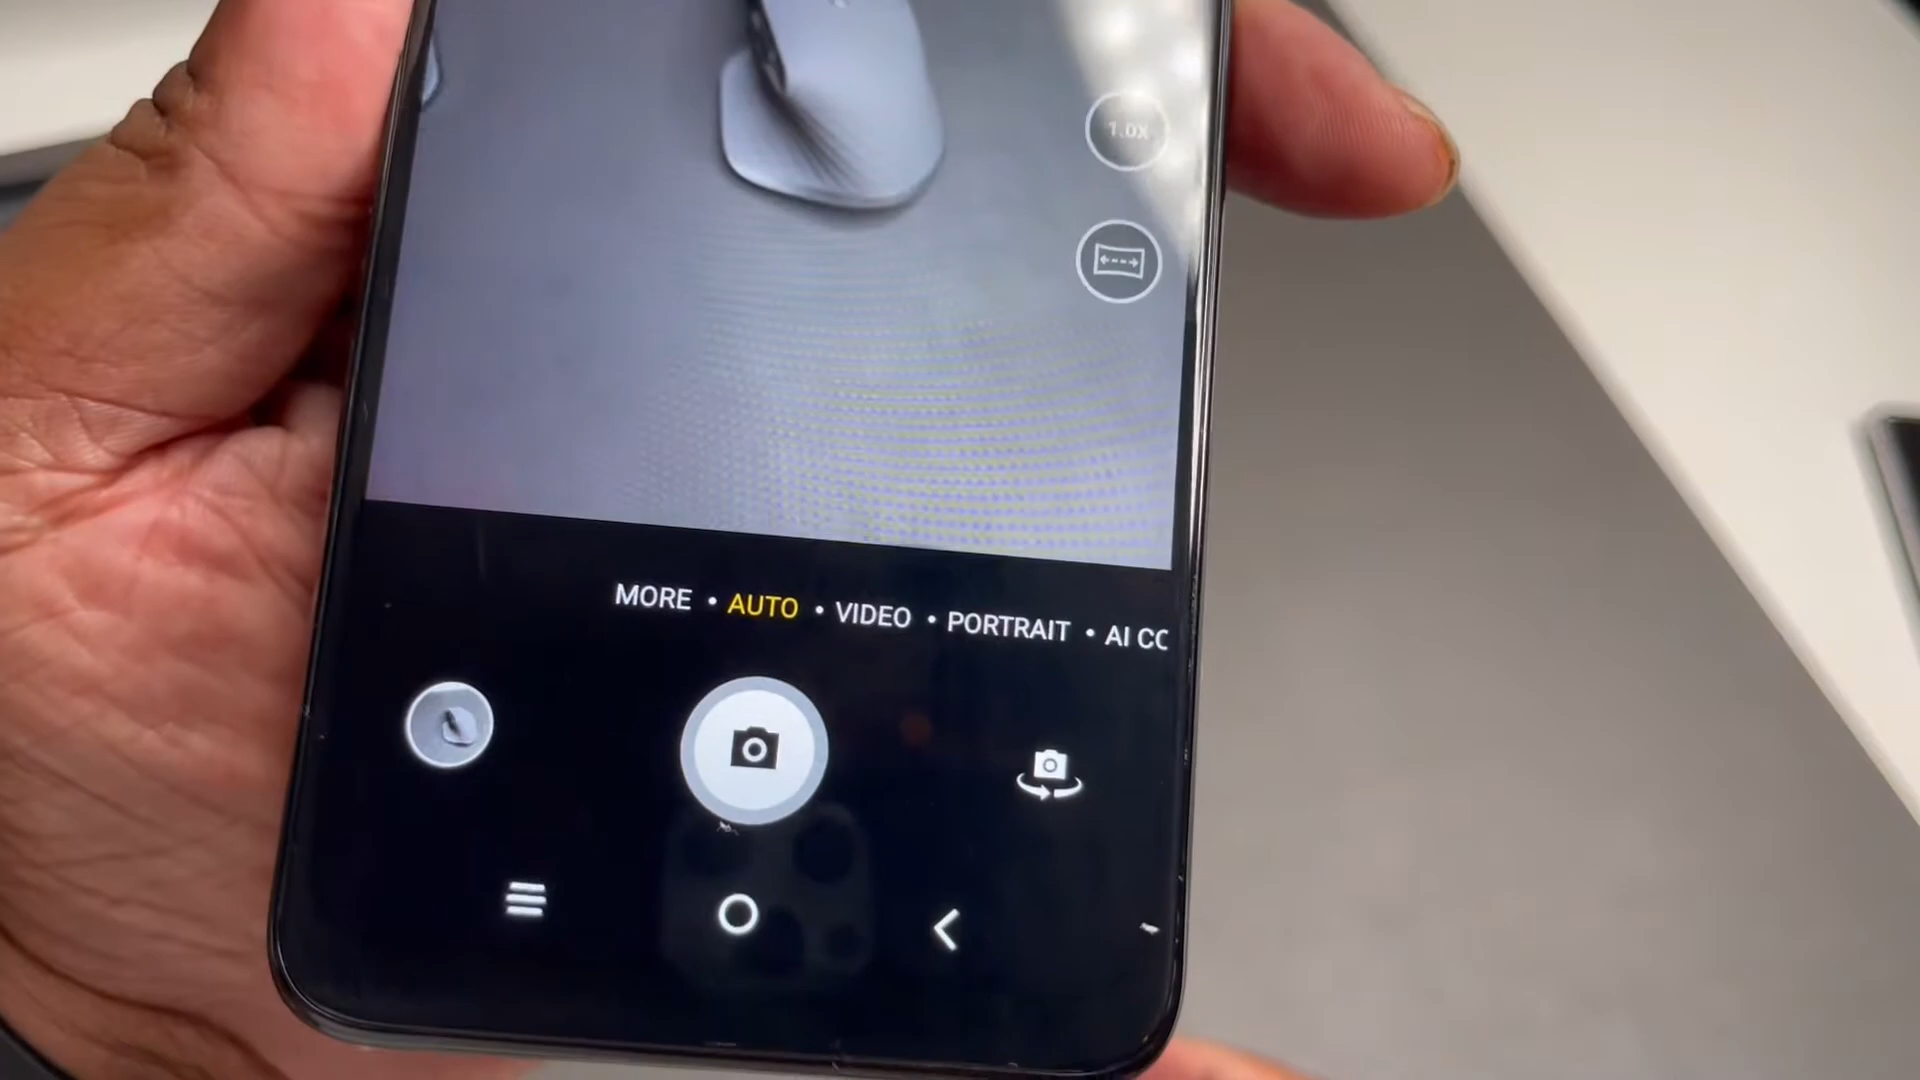 1.0X
MORE • AUTO • VIDEO • PORTRAIT • AI CC